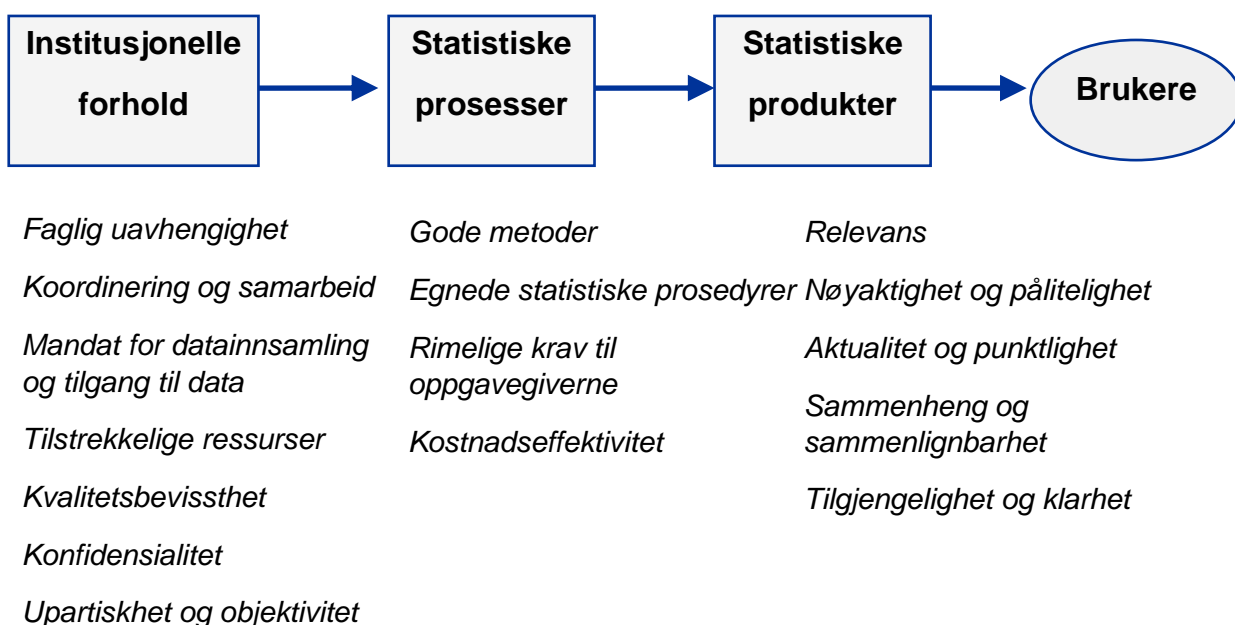 Institusjonelle
forhold
Statistiske
prosesser
Statistiske
produkter
Brukere
Faglig uavhengighet
Koordinering og samarbeid
Mandat for datainnsamling
og tilgang til data
Tilstrekkelige ressurser
Kvalitetsbevissthet
Konfidensialitet
Upartiskhet og objektivitet
Gode metoder
Egnede statistiske prosedyrer
Rimelige krav til
oppgavegiverne
Kostnadseffektivitet
Relevans
Nøyaktighet og pålitelighet
Aktualitet og punktlighet
Sammenheng og
sammenlignbarhet
Tilgjengelighet og klarhet